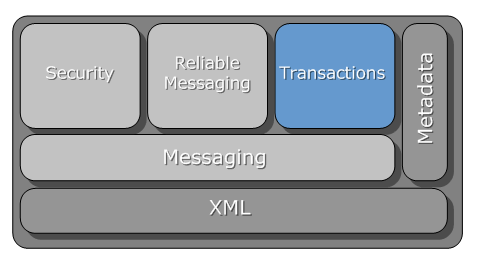 Security
Reliable
Messaging
Transactions
Metadata
Messaging
XML